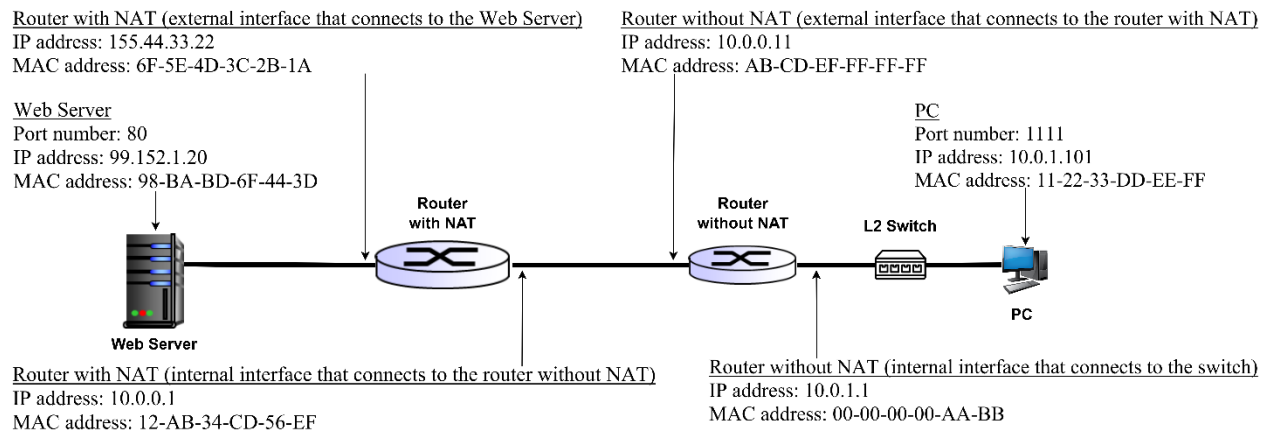 Router with NAT (external interface that connects to the Web Server)
IP address: 155.44.33.22
MAC address: 6F-5E-4D-3C-2B-1A
Router without NAT (external interface that connects to the router with NAT)
IP address: 10.0.0.11
MAC address: AB-CD-EF-FF-FF-FF
Web Server
Port number: 80
IP address: 99.152.1.20
MAC address: 98-BA-BD-6F-44-3D
PC
Port number: 1111
IP address: 10.0.1.101
MAC address: 11-22-33-DD-EE-FF
Router
with NAT
Router
without NAT
L2 Switch
Web Server
PC
Router with NAT (internal interface that connects to the router without NAT)
IP address: 10.0.0.1
MAC address: 12-AB-34-CD-56-EF
Router without NAT (internal interface that connects to the switch)
IP address: 10.0.1.1
MAC address: 00-00-00-00-AA-BB